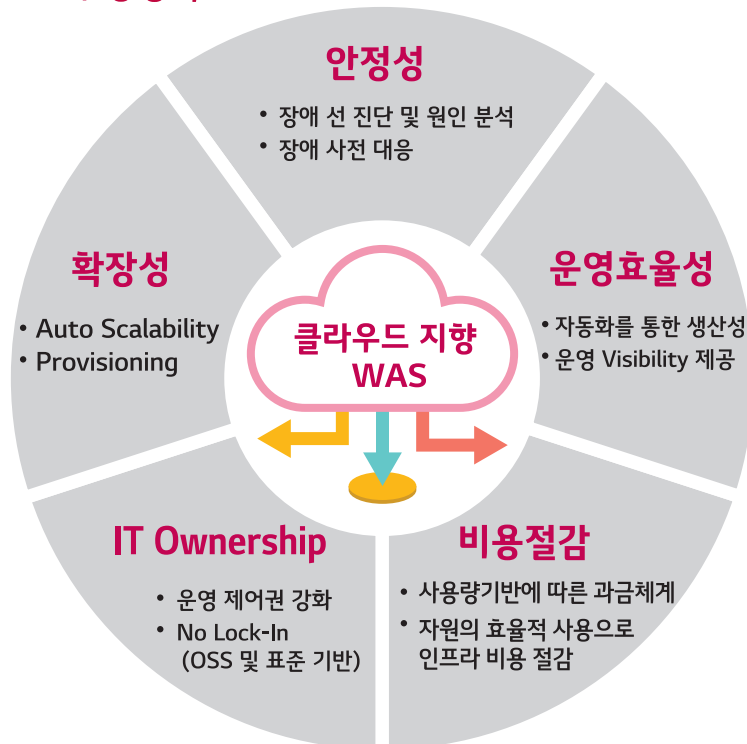 안정성
• 장애 선 진단 및 원인 분석
• 장애 사전 대응
확장성
• Auto Scalability
• Provisioning
클라우드 지향
WAS
운영효율성
• 자동화를 통한 생산성
• 운영 Visibility 제공
IT Ownership
• 운영 제어권 강화
• No Lock-In
(OSS 및 표준 기반)
비용절감
• 사용량기반에 따른 과금체계
• 자원의 효율적 사용으로
인프라 비용 절감